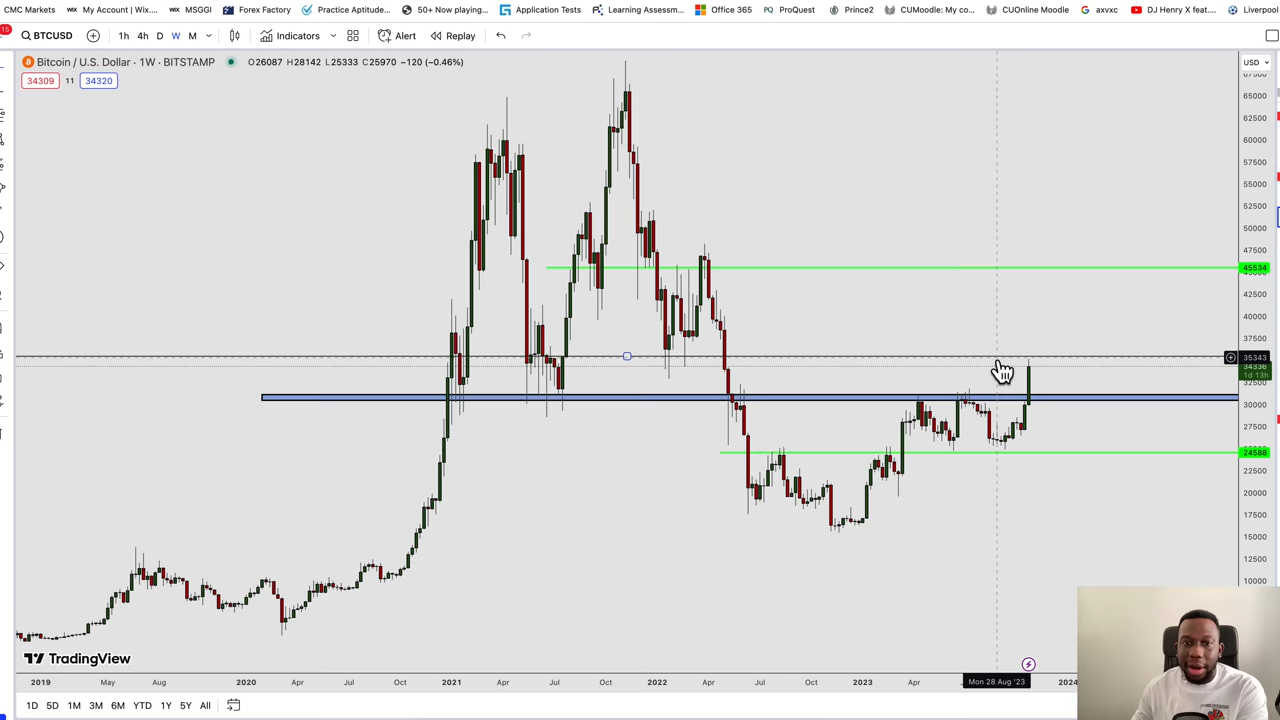 CMC Markets My Account | Wix.... MSGGI Forex Factory Practice Aptitude... 50+ Now playing... Application Tests Learning Assessm... Office 365 ProQuest Prince2 CUMoodle: My co... CUOnline Moodle axvxc DJ Henry X feat.... Liverpool
15
BTCUSD 1h 4h D W M Indicators Alert Replay
Bitcoin / U.S. Dollar · 1W · BITSTAMP O26087 H28142 L25333 C25970 −120 (−0.46%)
USD
34309 11 34320
65000
62500
60000
57500
55000
52500
50000
47500
45534
42500
40000
37500
35343
34336
1d 13h
32500
30000
27500
24588
22500
20000
17500
15000
12500
10000
TradingView
2019 May Aug 2020 Apr Jul Oct 2021 Apr Jul Oct 2022 Apr Jul Oct 2023 Apr Mon 28 Aug '23 2024
1D 5D 1M 3M 6M YTD 1Y 5Y All